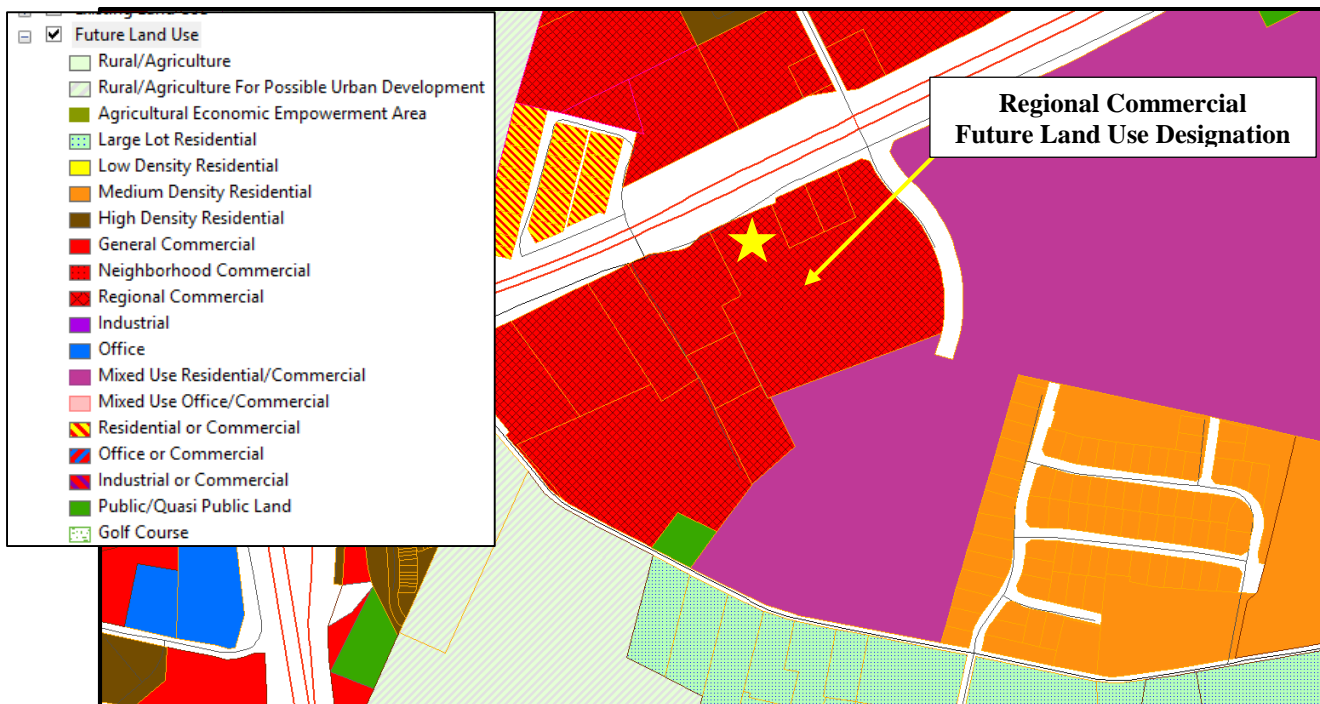 Existing Land Use
Future Land Use
Rural/Agriculture
Rural/Agriculture For Possible Urban Development
Agricultural Economic Empowerment Area
Large Lot Residential
Low Density Residential
Medium Density Residential
High Density Residential
General Commercial
Neighborhood Commercial
Regional Commercial
Industrial
Office
Mixed Use Residential/Commercial
Mixed Use Office/Commercial
Residential or Commercial
Office or Commercial
Industrial or Commercial
Public/Quasi Public Land
Golf Course
Regional Commercial
Future Land Use Designation